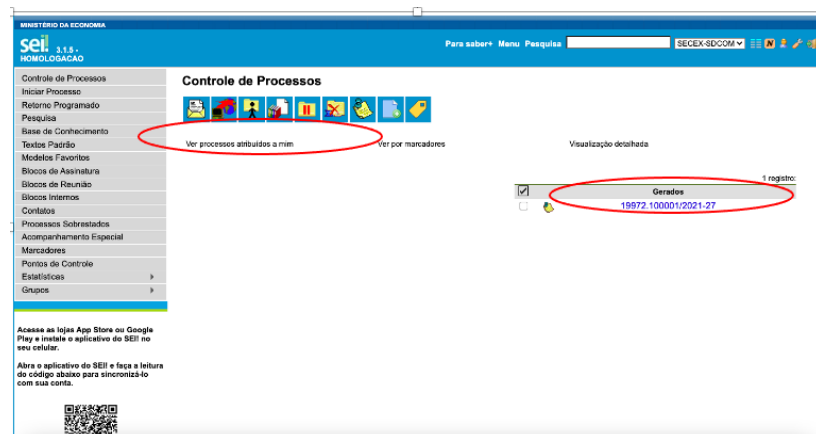 MINISTÉRIO DA ECONOMIA
sei! 3.1.5 -
HOMOLOGACAO
Para saber+ Menu Pesquisa
SECEX-SDCOM
Controle de Processos
Iniciar Processo
Retorno Programado
Pesquisa
Base de Conhecimento
Textos Padrão
Modelos Favoritos
Blocos de Assinatura
Blocos de Reunião
Blocos Internos
Contatos
Processos Sobrestados
Acompanhamento Especial
Marcadores
Pontos de Controle
Estatísticas
Grupos
Acesse as lojas App Store ou Google
Play e instale o aplicativo do SEI! no
seu celular.
Abra o aplicativo do SEI! e faça a leitura
do código abaixo para sincronizá-lo
com sua conta.
Controle de Processos
Ver processos atribuídos a mim
Ver por marcadores
Visualização detalhada
1 registro:
Gerados
19972.100001/2021-27